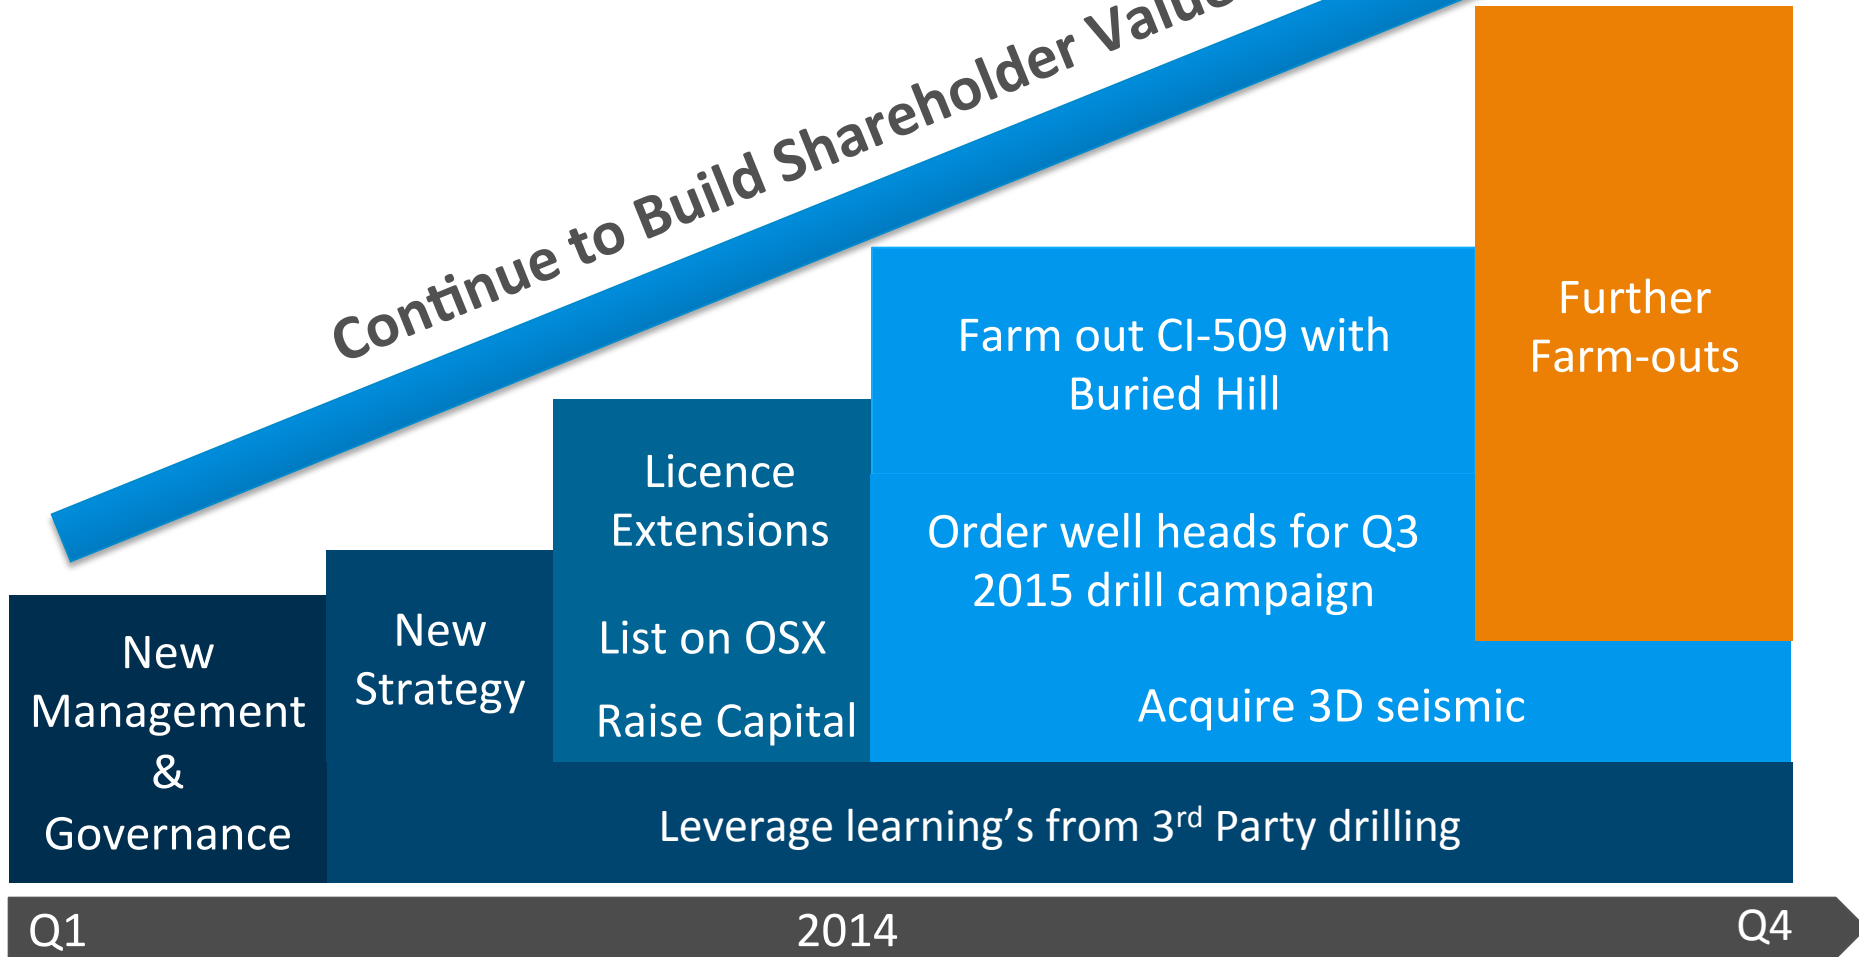 Continue to Build Shareholder Value
New
Management
&
Governance
New
Strategy
Licence
Extensions
List on OSX
Raise Capital
Farm out CI-509 with
Buried Hill
Order well heads for Q3
2015 drill campaign
Acquire 3D seismic
Further
Farm-outs
Leverage learning’s from 3rd Party drilling
Q1
2014
Q4